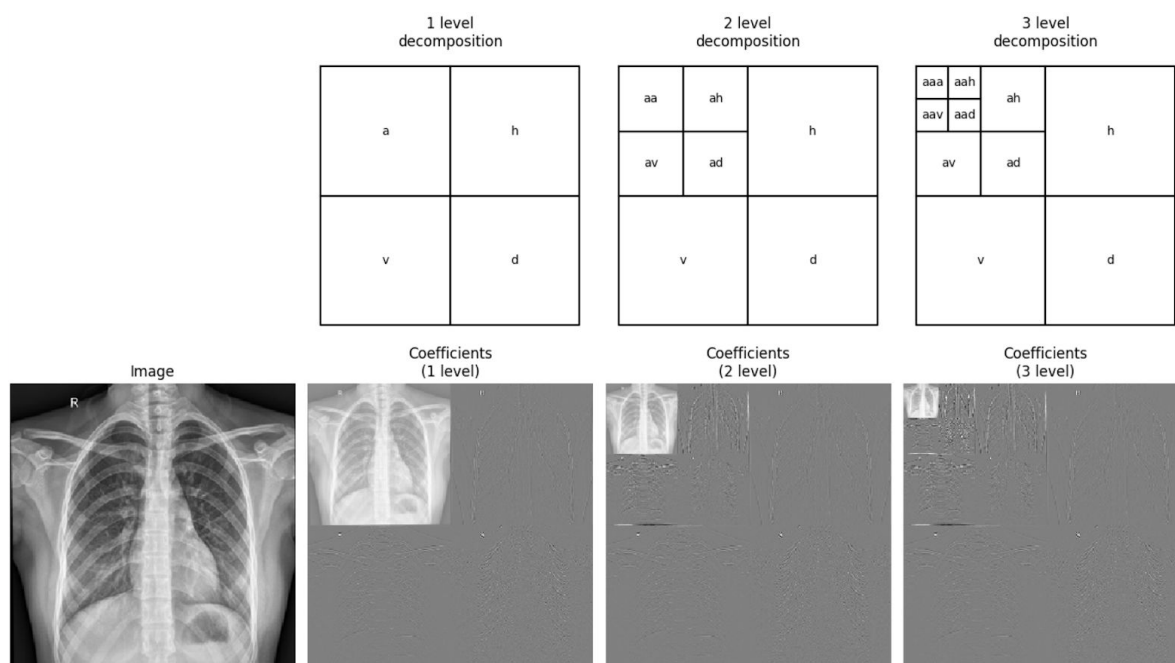 1 level
decomposition
2 level
decomposition
3 level
decomposition
a
h
v
d
aa
ah
av
ad
h
v
d
aaa
aah
aav
aad
ah
av
ad
h
v
d
Image
Coefficients
(1 level)
Coefficients
(2 level)
Coefficients
(3 level)
R